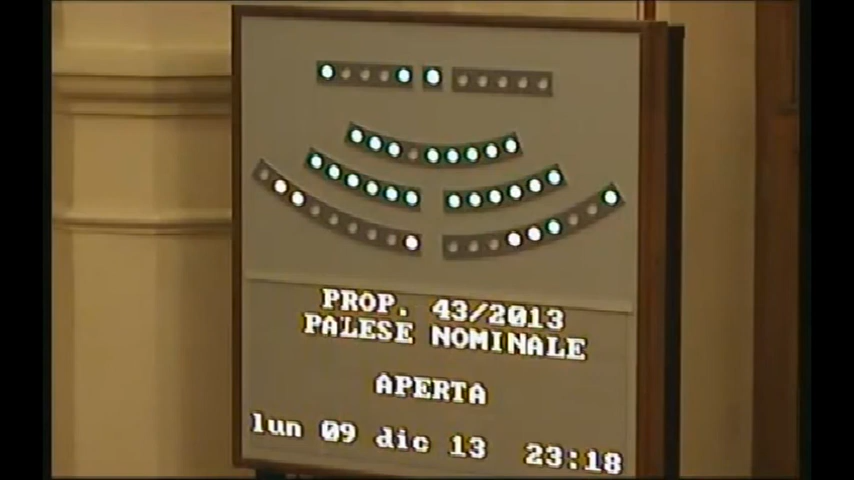 PROP. 43/2013
PALESE NOMINALE
APERTA
lun 09 dic 13 23:18